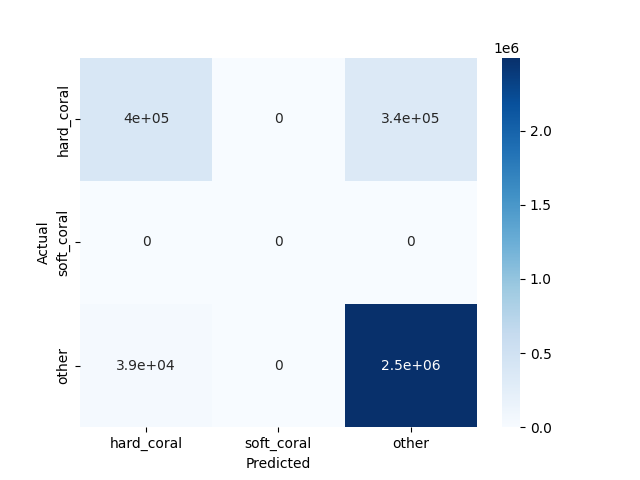 1e6
hard_coral
4e+05
0
3.4e+05
2.0
Actual
soft_coral
0
0
0
1.5
1.0
other
3.9e+04
0
2.5e+06
0.5
0.0
hard_coral
soft_coral
other
Predicted